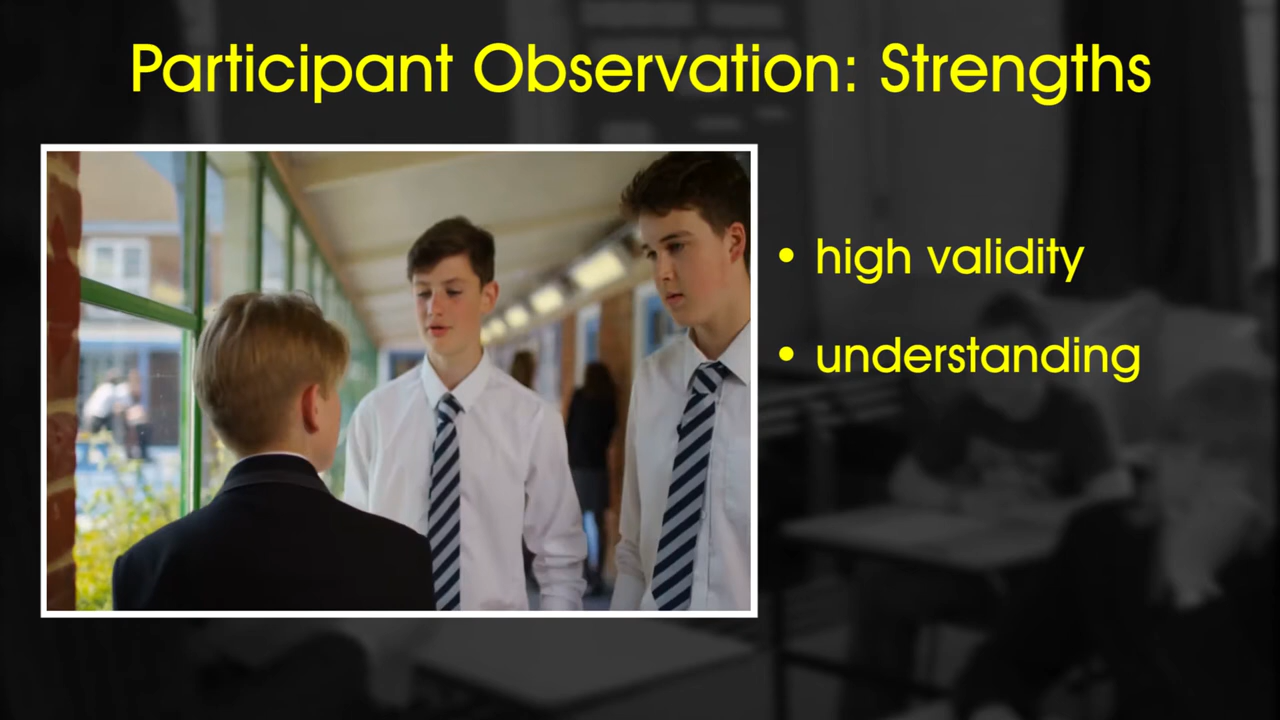 Participant Observation: Strengths
• high validity
• understanding